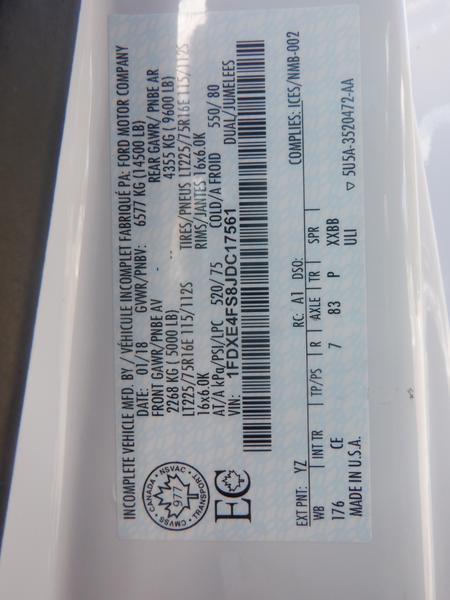 INCOMPLETE VEHICLE MFD. BY / VÉHICULE INCOMPLET FABRIQUÉ PA: FORD MOTOR COMPANY
DATE: 01/18 GVWR/PNBV: 6577 KG (14500 LB)
FRONT GAWR/PNBE AV REAR GAWR/ PNBE AR
2268 KG ( 5000 LB) 4355 KG ( 9600 LB)
LT225/75R16E 115/112S TIRES/PNEUS LT225/75R16E 115/112S
16x6.0K RIMS/JANTES 16x6.0K
AT/A kPa/PSI/LPC 520/75 COLD/A FROID 550/ 80
VIN: 1FDXE4FS8JDC17561 DUAL/JUMELEES
CANADA · NSVAC · TRANSPORT · CMVSS
977
EC
EXT PNT: YZ RC: A1 DSO: COMPLIES: ICES/NMB-002
WB INT TR TP/PS R AXLE TR SPR
176 CE 7 83 P XXBB
MADE IN U.S.A. ULI ▽ 5U5A-3520472-AA